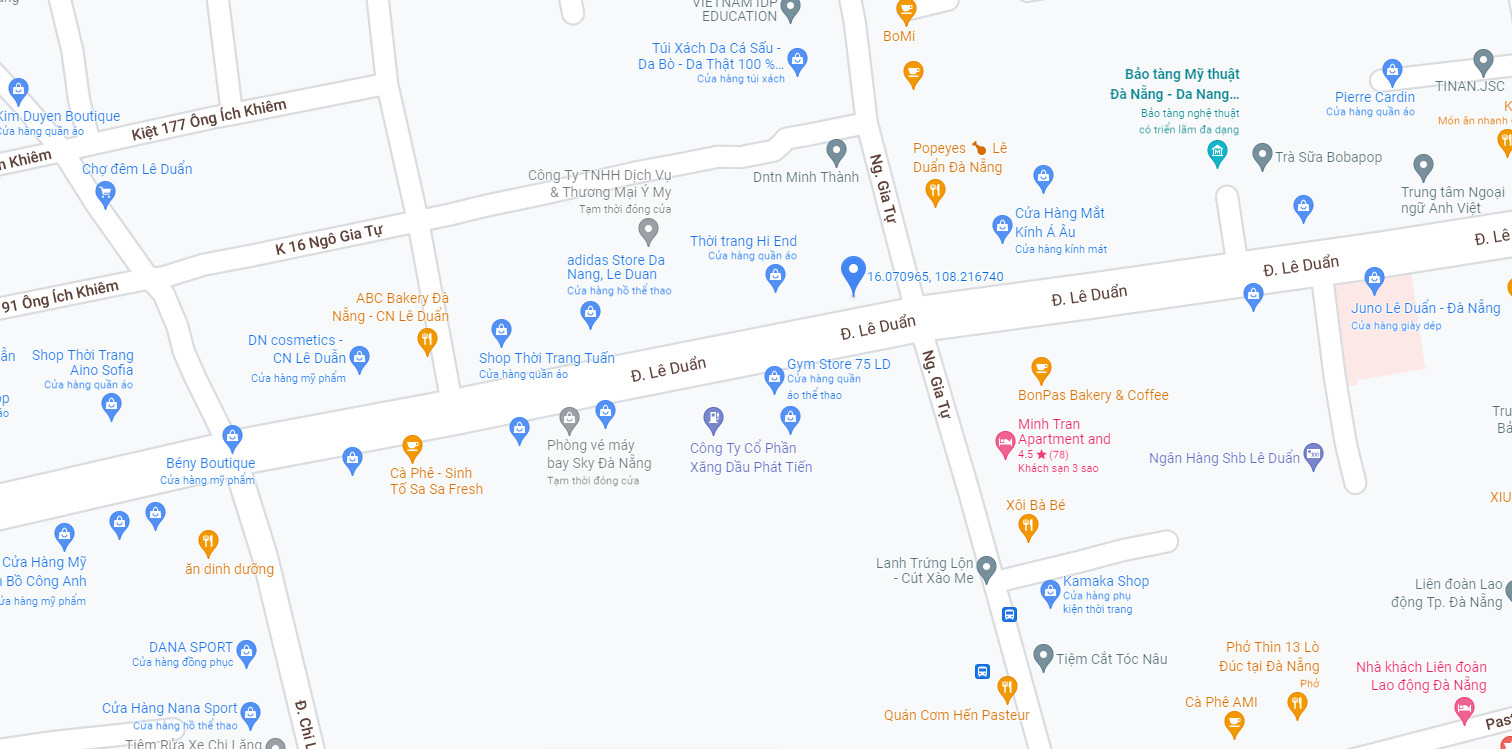 VIETNAM IDP
EDUCATION
BoMi
Túi Xách Da Cá Sấu -
Da Bò - Da Thật 100 %...
Cửa hàng túi xách
Bảo tàng Mỹ thuật
Đà Nẵng - Da Nang...
Bảo tàng nghệ thuật
có triển lãm đa dạng
Pierre Cardin
Cửa hàng quần áo
TINAN.JSC
Món ăn nhanh
Kim Duyen Boutique
Cửa hàng quần áo
Kiệt 177 Ông Ích Khiêm
Khiêm
Chợ đêm Lê Duẩn
Công Ty TNHH Dịch Vụ
& Thương Mại Ý My
Tạm thời đóng cửa
Dntn Minh Thành
Ng. Gia Tự
Popeyes 🍗 Lê
Duẩn Đà Nẵng
Trà Sữa Bobapop
Trung tâm Ngoại
ngữ Anh Việt
Cửa Hàng Mắt
Kính Á Âu
Cửa hàng kính mát
K 16 Ngô Gia Tự
Thời trang Hi End
Cửa hàng quần áo
adidas Store Da
Nang, Le Duan
Cửa hàng đồ thể thao
16.070965, 108.216740
Đ. Lê
Đ. Lê Duẩn
Đ. Lê Duẩn
Đ. Lê Duẩn
Đ. Lê Duẩn
91 Ông Ích Khiêm
ABC Bakery Đà
Nẵng - CN Lê Duẩn
Juno Lê Duẩn - Đà Nẵng
Cửa hàng giày dép
DN cosmetics -
CN Lê Duẩn
Cửa hàng mỹ phẩm
Shop Thời Trang Tuấn
Cửa hàng quần áo
Shop Thời Trang
Aino Sofia
Cửa hàng quần áo
Gym Store 75 LD
Cửa hàng quần
áo thể thao
Ng. Gia Tự
BonPas Bakery & Coffee
Minh Tran
Apartment and
4.5 ★ (78)
Khách sạn 3 sao
Bény Boutique
Cửa hàng mỹ phẩm
Cà Phê - Sinh
Tố Sa Sa Fresh
Phòng vé máy
bay Sky Đà Nẵng
Tạm thời đóng cửa
Công Ty Cổ Phần
Xăng Dầu Phát Tiến
Ngân Hàng Shb Lê Duẩn
Xôi Bà Bé
XIU
Cửa Hàng Mỹ
Bồ Công Anh
Cửa hàng mỹ phẩm
ăn dinh dưỡng
Lanh Trứng Lộn
- Cút Xào Me
Kamaka Shop
Cửa hàng phụ
kiện thời trang
Liên đoàn Lao
động Tp. Đà Nẵng
DANA SPORT
Cửa hàng đồng phục
Tiệm Cắt Tóc Nâu
Phở Thìn 13 Lò
Đúc tại Đà Nẵng
Phở
Nhà khách Liên đoàn
Lao động Đà Nẵng
Cửa Hàng Nana Sport
Cửa hàng đồ thể thao
Đ. Chi L
Quán Cơm Hến Pasteur
Cà Phê AMI
Past
Tiệm Rửa Xe Chi Lăng